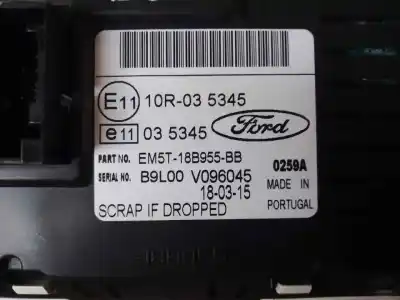 E11 10R-03 5345
e11 03 5345 Ford
PART NO. EM5T-18B955-BB
SERIAL NO. B9L00 V096045 0259A
18-03-15 MADE IN
SCRAP IF DROPPED PORTUGAL